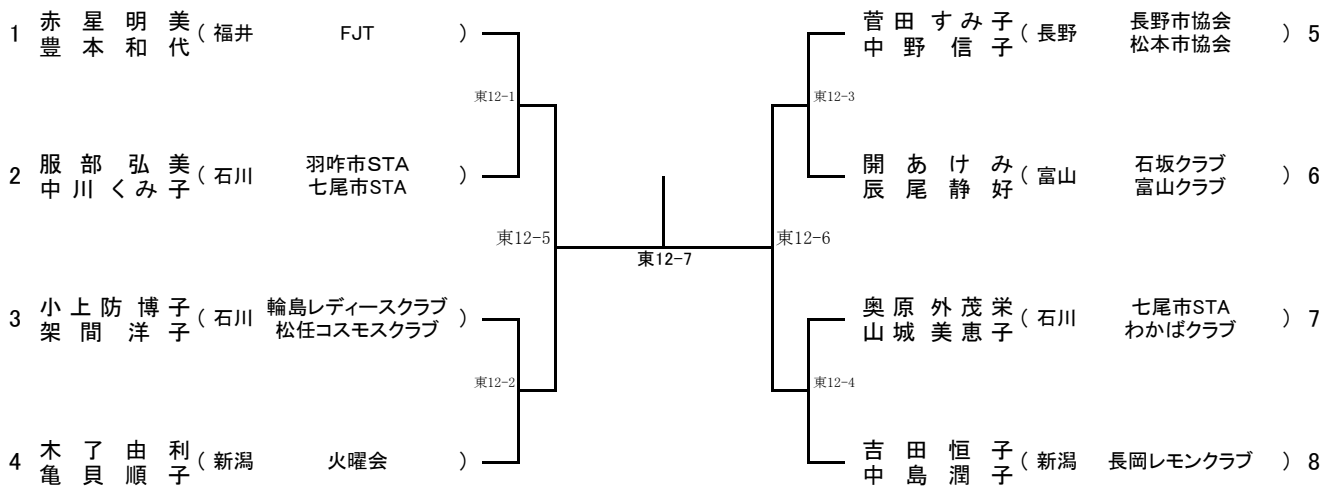 1 赤星明美 (福井 FJT)
豊本和代
東12-1
2 服部弘美 (石川 羽咋市STA)
中川くみ子 七尾市STA
東12-5
3 小上防博子 (石川 輪島レディースクラブ)
架間洋子 松任コスモスクラブ
東12-2
4 木了由利 (新潟 火曜会)
亀貝順子
東12-7
菅田すみ子 (長野 長野市協会) 5
中野信子 松本市協会
東12-3
開あけみ (富山 石坂クラブ) 6
辰尾静好 富山クラブ
東12-6
奥原外茂栄 (石川 七尾市STA) 7
山城美恵子 わかばクラブ
東12-4
吉田恒子 (新潟 長岡レモンクラブ) 8
中島潤子